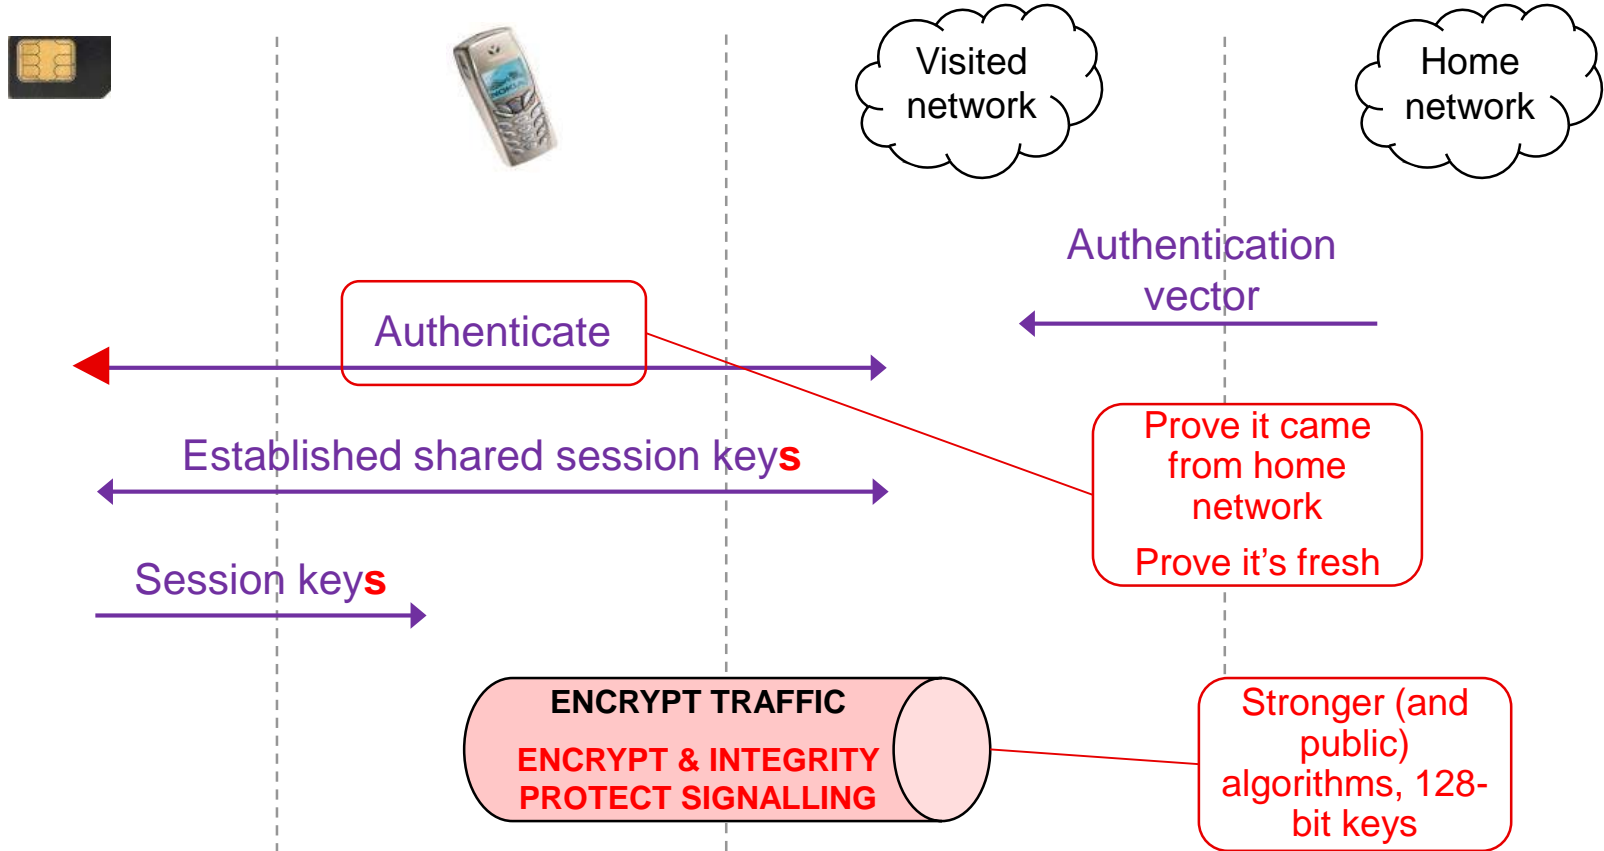 Visited
network
Home
network
Authentication
vector
Authenticate
Prove it came
from home
network
Prove it’s fresh
Established shared session keys
Session keys
ENCRYPT TRAFFIC
ENCRYPT & INTEGRITY
PROTECT SIGNALLING
Stronger (and
public)
algorithms, 128-
bit keys
NOKIA